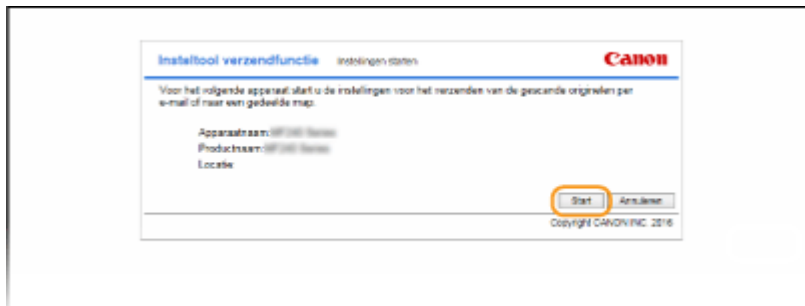 Insteltool verzendfunctie Instellingen starten Canon
Voor het volgende apparaat start u de instellingen voor het verzenden van de gescande originelen per
e-mail of naar een gedeelde map.
Apparaatnaam:
Productnaam:
Locatie:
Start Annuleren
Copyright CANON INC. 2016